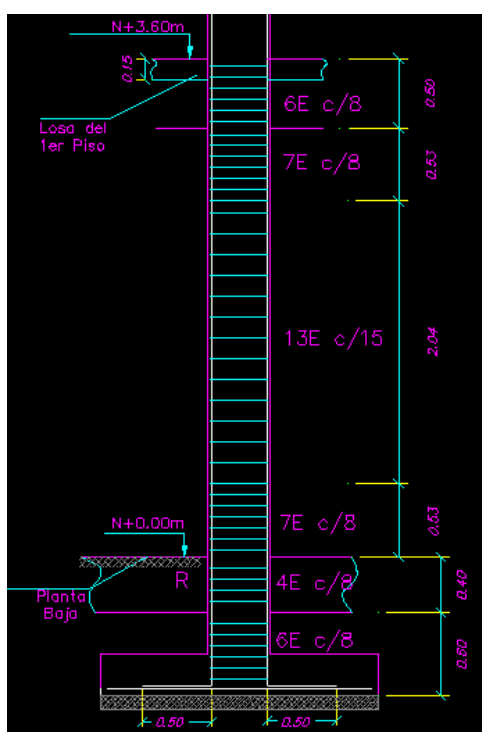 N+3.60m
0.15
6E c/8
0.50
Losa del
1er Piso
7E c/8
0.53
13E c/15
2.04
N+0.00m
7E c/8
0.53
R
4E c/8
0.40
Planta
Baja
6E c/8
0.60
0.50
0.50